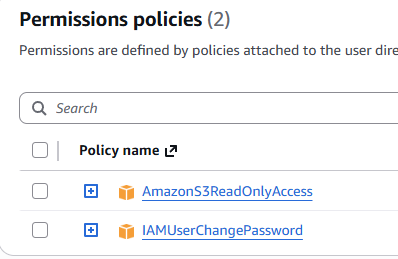 Permissions policies (2)
Permissions are defined by policies attached to the user dire
Search
Policy name
AmazonS3ReadOnlyAccess
IAMUserChangePassword